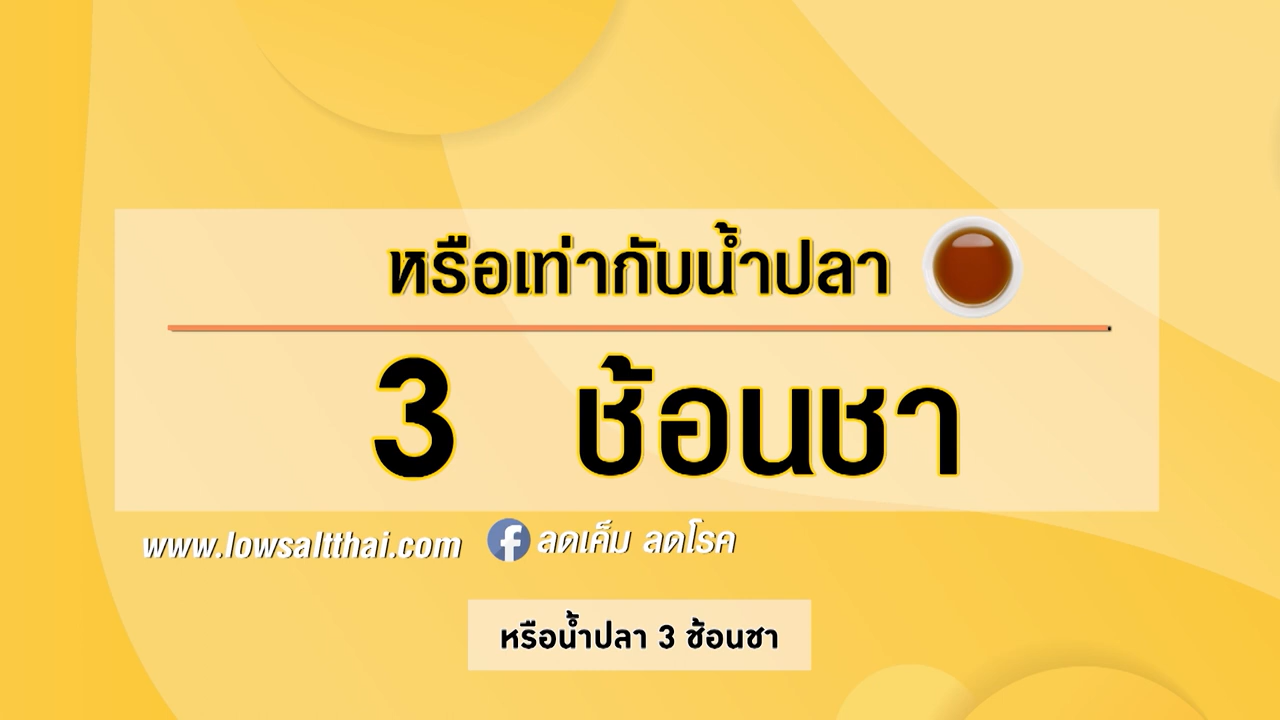 หรือเท่ากับน้ำปลา
3 ช้อนชา
www.lowsaltthai.com ลดเค็ม ลดโรค
หรือน้ำปลา 3 ช้อนชา